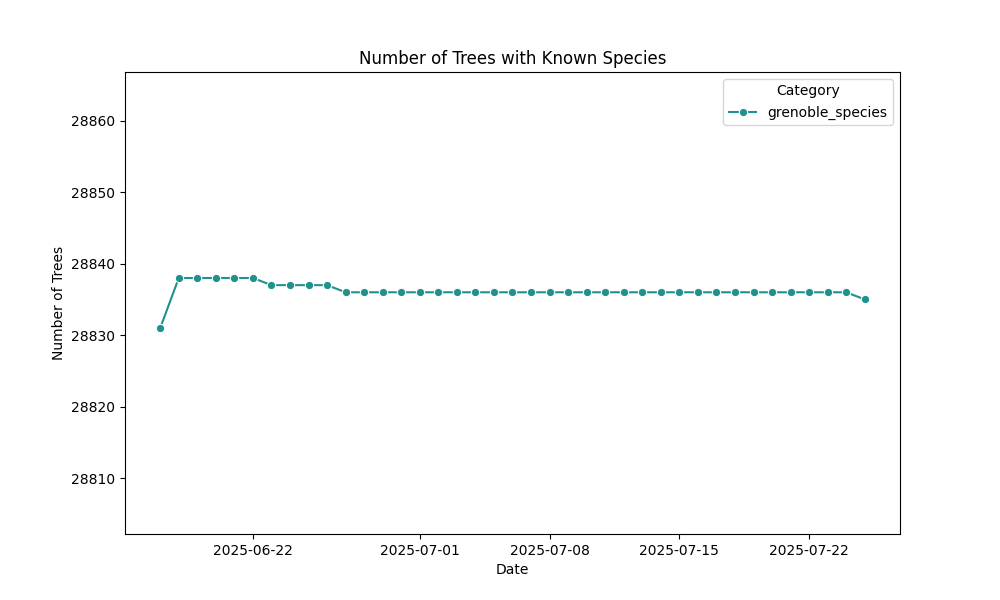 Number of Trees with Known Species
Category
grenoble_species
Number of Trees
28860
28850
28840
28830
28820
28810
2025-06-22
2025-07-01
2025-07-08
2025-07-15
2025-07-22
Date